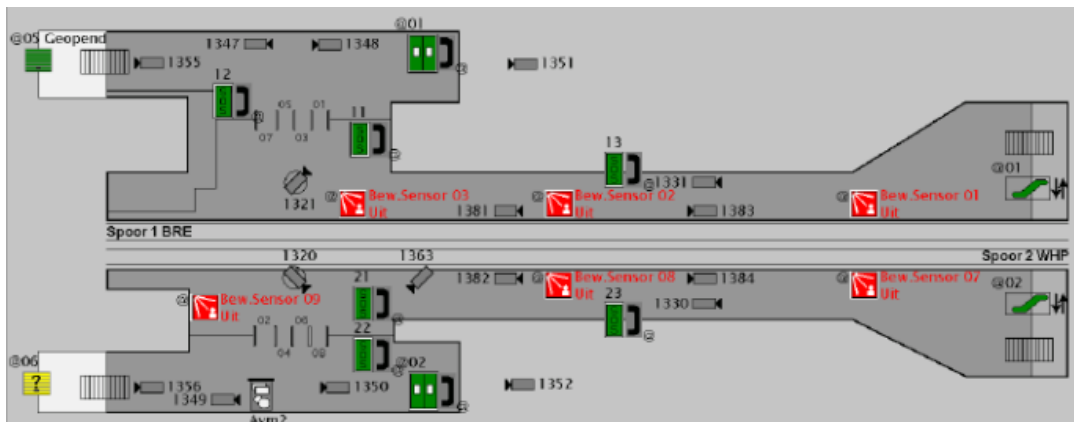 @01
@05 Geopend
1347
1348
1355
1351
12
SOS
05
01
11
07
03
SOS
13
SOS
@
1321
@
Bew.Sensor 03
Uit
1381
@
Bew.Sensor 02
Uit
@1331
1383
@
Bew.Sensor 01
Uit
@01
Spoor 1 BRE
Spoor 2 WHP
1320
1363
21
1382
@
Bew.Sensor 08
Uit
1384
1330
@
Bew.Sensor 07
Uit
@02
@
Bew.Sensor 09
Uit
02
06
04
08
22
23
@
@06
?
1356
1349
1350
@02
1352
Avm2